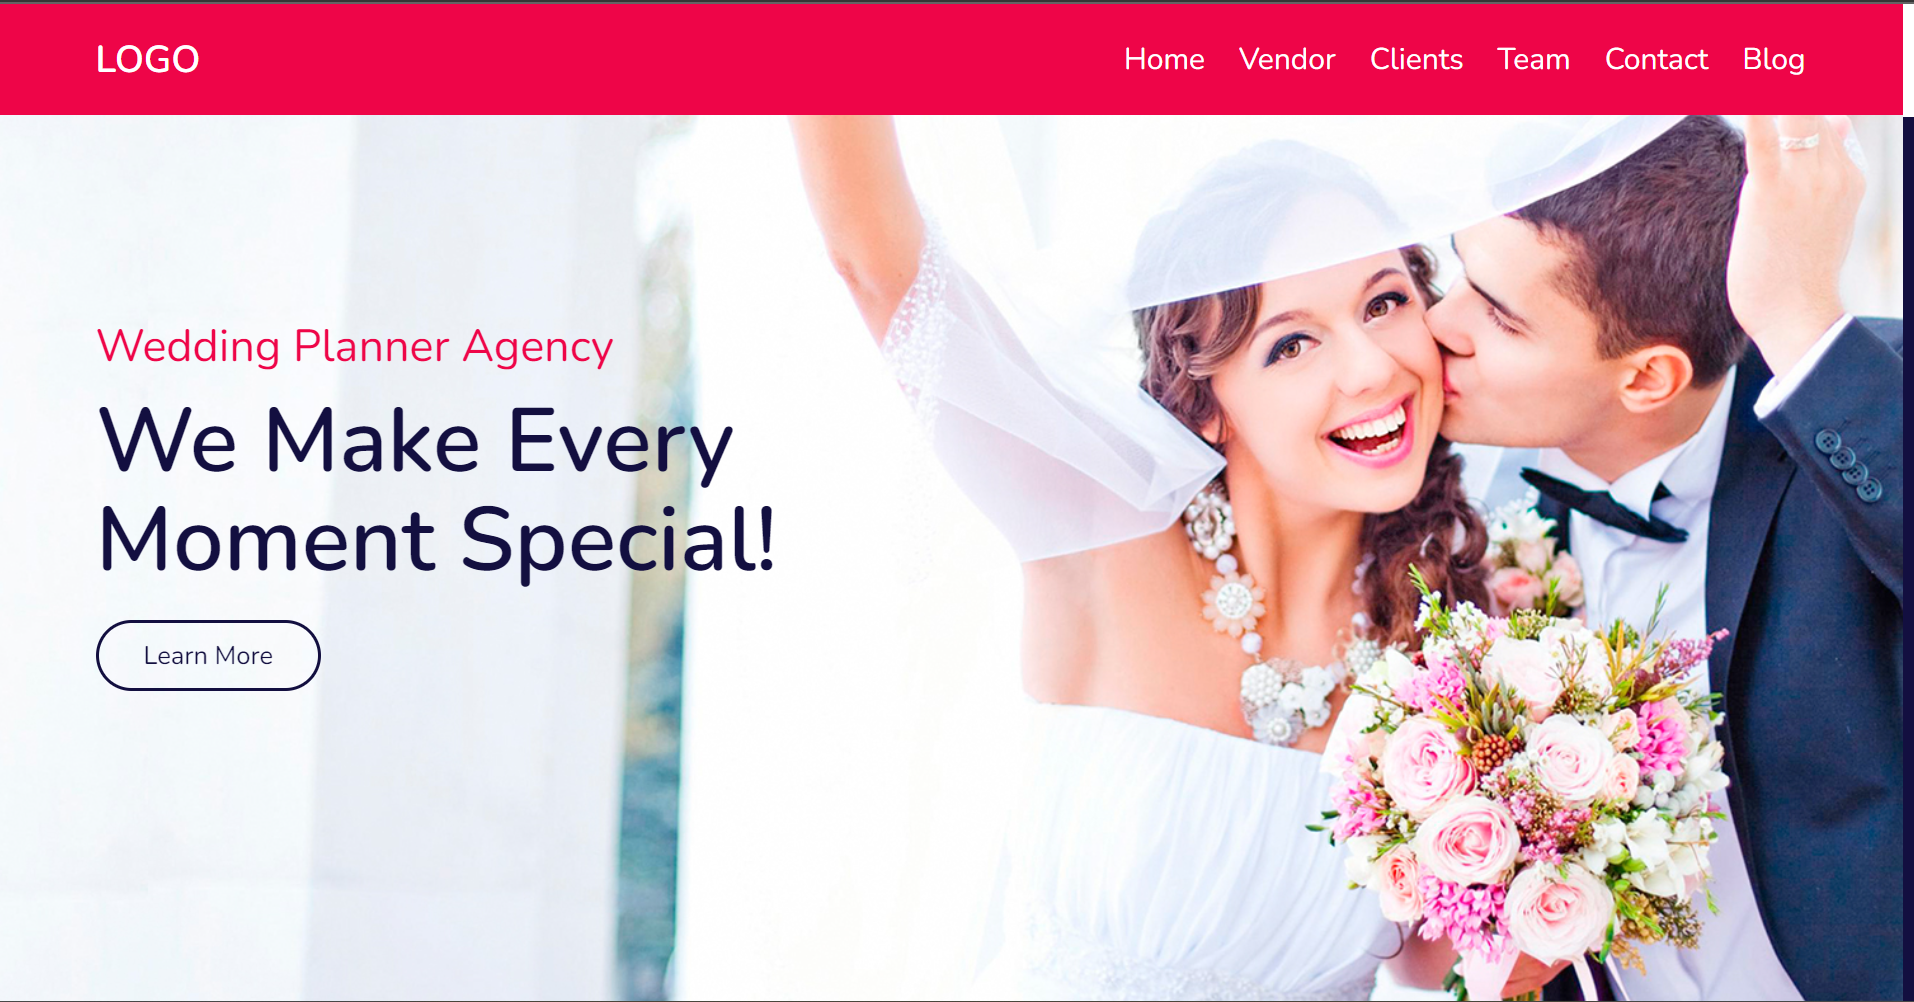 LOGO
Home Vendor Clients Team Contact Blog
Wedding Planner Agency
We Make Every
Moment Special!
Learn More